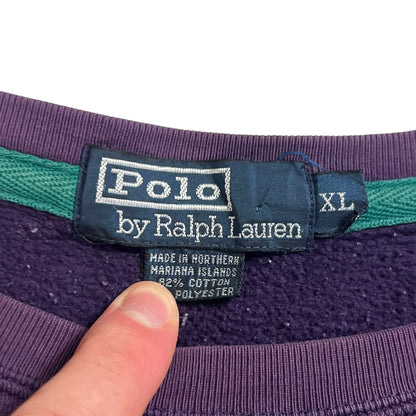 Polo
by Ralph Lauren
XL
MADE IN NORTHERN
MARIANA ISLANDS
82% COTTON
POLYESTER